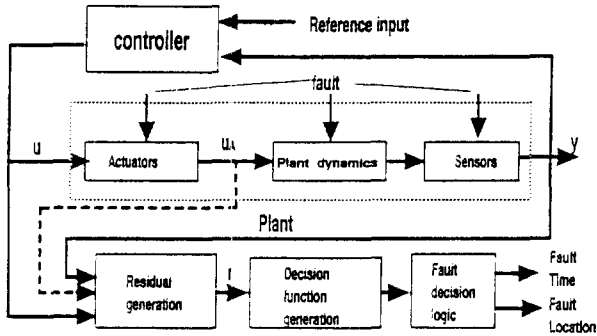 controller
Reference input
fault
u
Actuators
u
Plant dynamics
Sensors
y
Plant
Residual
generation
r
Decision
function
generation
Fault
decision
logic
Fault
Time
Fault
Location